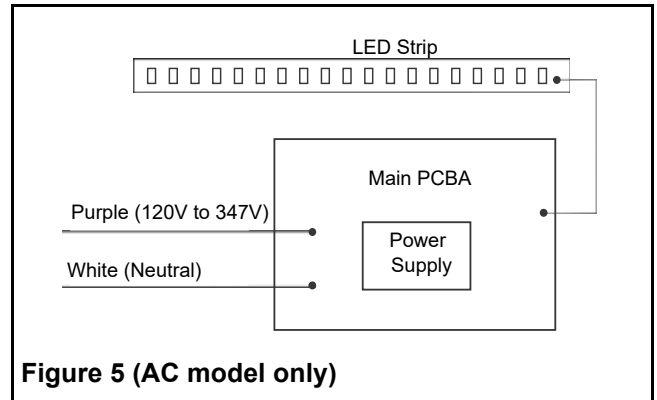 LED Strip
Main PCBA
Purple (120V to 347V)
Power
Supply
White (Neutral)
Figure 5 (AC model only)